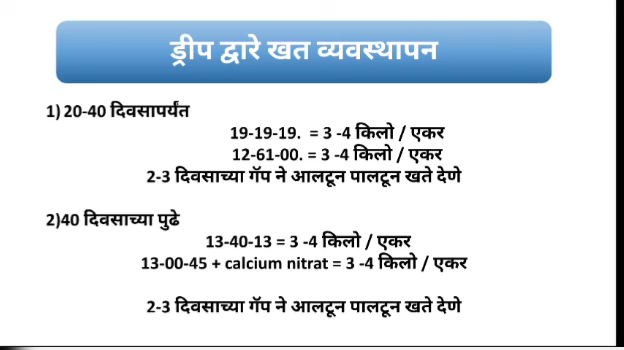 ड्रीप द्वारे खत व्यवस्थापन
1) 20-40 दिवसापर्यंत
19-19-19. = 3 -4 किलो / एकर
12-61-00. = 3 -4 किलो / एकर
2-3 दिवसाच्या गॅप ने आलटून पालटून खते देणे
2)40 दिवसाच्या पुढे
13-40-13 = 3 -4 किलो / एकर
13-00-45 + calcium nitrat = 3 -4 किलो / एकर
2-3 दिवसाच्या गॅप ने आलटून पालटून खते देणे